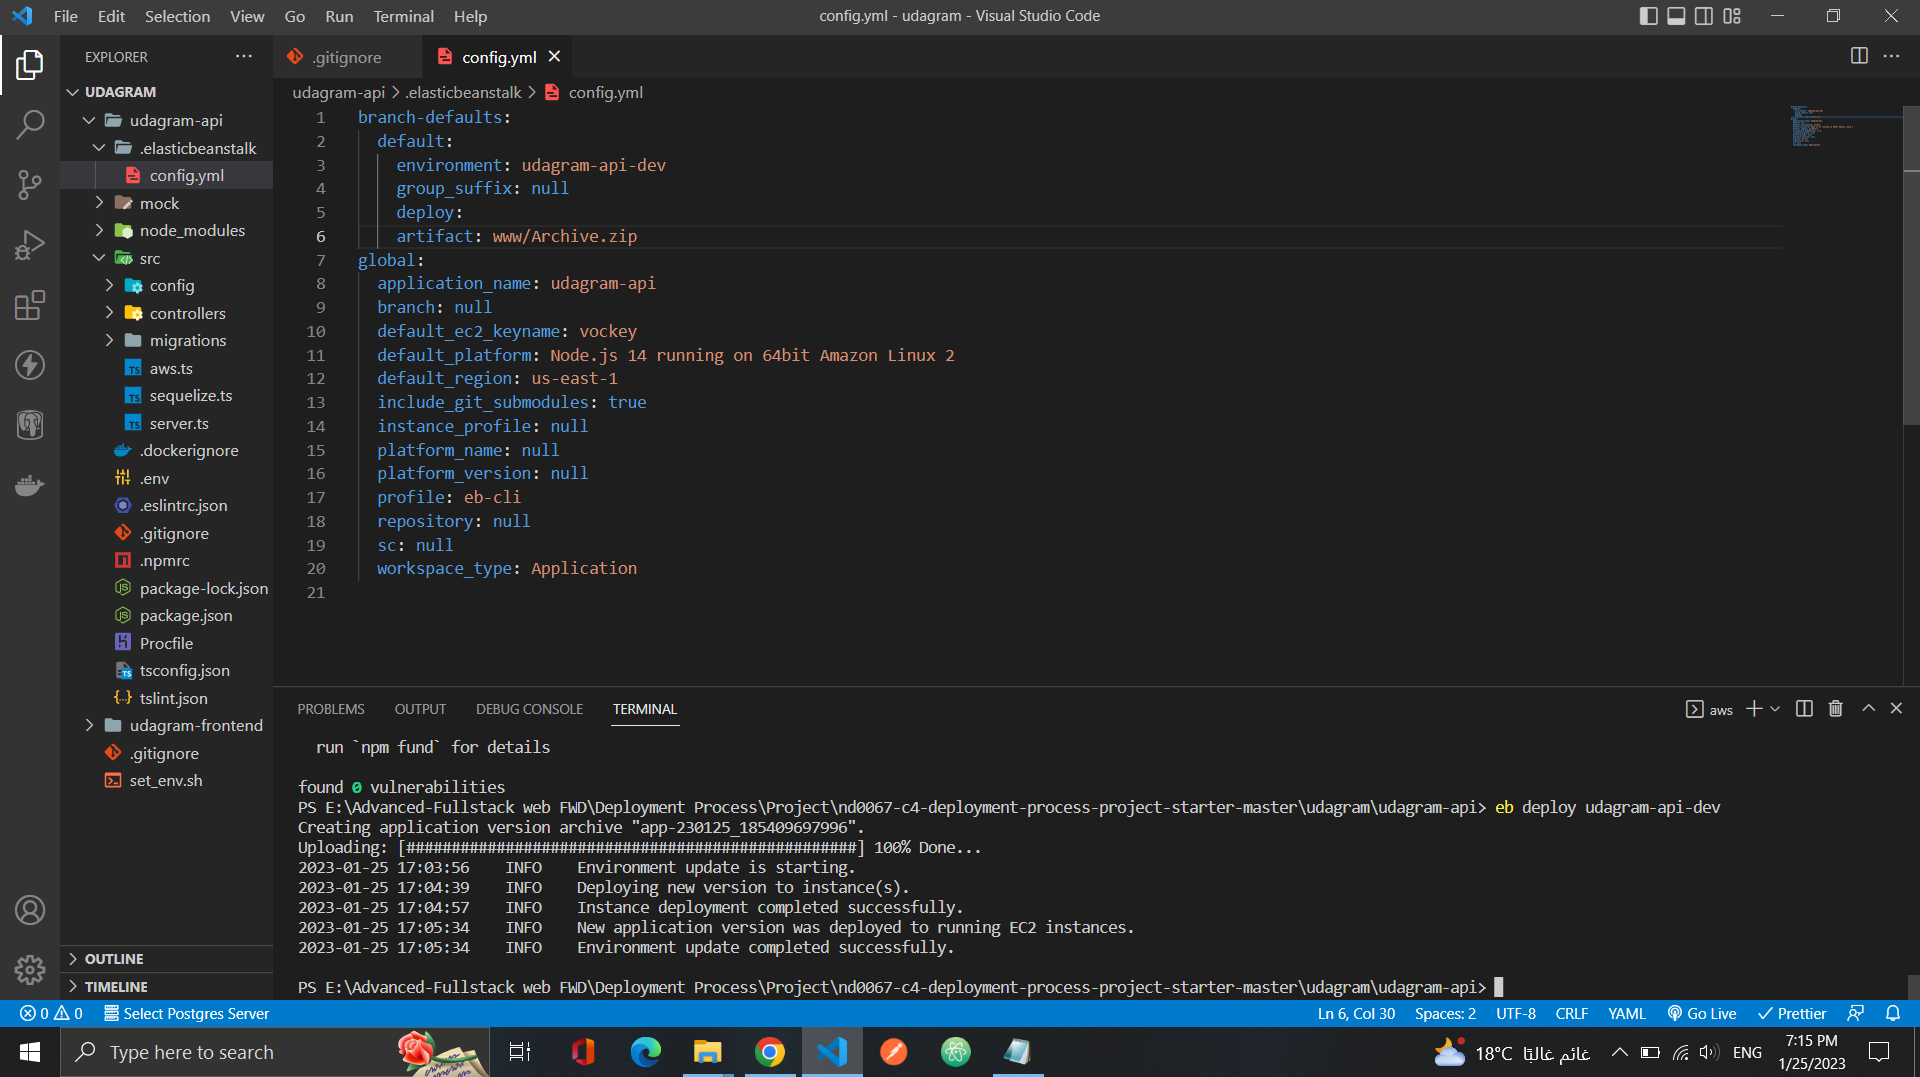 File Edit Selection View Go Run Terminal Help
config.yml - udagram - Visual Studio Code
EXPLORER
UDAGRAM
udagram-api
.elasticbeanstalk
config.yml
mock
node_modules
src
config
controllers
migrations
aws.ts
sequelize.ts
server.ts
.dockerignore
.env
.eslintrc.json
.gitignore
.npmrc
package-lock.json
package.json
Procfile
tsconfig.json
tslint.json
udagram-frontend
.gitignore
set_env.sh
OUTLINE
TIMELINE
.gitignore config.yml
udagram-api > .elasticbeanstalk > config.yml
1 branch-defaults:
2 default:
3 environment: udagram-api-dev
4 group_suffix: null
5 deploy:
6 artifact: www/Archive.zip
7 global:
8 application_name: udagram-api
9 branch: null
10 default_ec2_keyname: vockey
11 default_platform: Node.js 14 running on 64bit Amazon Linux 2
12 default_region: us-east-1
13 include_git_submodules: true
14 instance_profile: null
15 platform_name: null
16 platform_version: null
17 profile: eb-cli
18 repository: null
19 sc: null
20 workspace_type: Application
21
PROBLEMS OUTPUT DEBUG CONSOLE TERMINAL
aws
run `npm fund` for details
found 0 vulnerabilities
PS E:\Advanced-Fullstack web FWD\Deployment Process\Project\nd0067-c4-deployment-process-project-starter-master\udagram\udagram-api> eb deploy udagram-api-dev
Creating application version archive "app-230125_185409697996".
Uploading: [##################################################] 100% Done...
2023-01-25 17:03:56 INFO Environment update is starting.
2023-01-25 17:04:39 INFO Deploying new version to instance(s).
2023-01-25 17:04:57 INFO Instance deployment completed successfully.
2023-01-25 17:05:34 INFO New application version was deployed to running EC2 instances.
2023-01-25 17:05:34 INFO Environment update completed successfully.
PS E:\Advanced-Fullstack web FWD\Deployment Process\Project\nd0067-c4-deployment-process-project-starter-master\udagram\udagram-api>
0 0 Select Postgres Server Ln 6, Col 30 Spaces: 2 UTF-8 CRLF YAML Go Live Prettier
Type here to search
18°C غائم غالبًا ENG
7:15 PM
1/25/2023